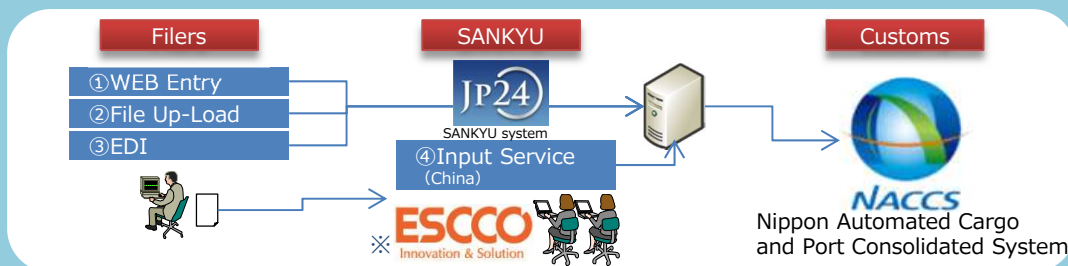 Filers
SANKYU
Customs
①WEB Entry
②File Up-Load
③EDI
JP24
SANKYU system
④Input Service
（China）
※
ESCCO
Innovation & Solution
NACCS
Nippon Automated Cargo
and Port Consolidated System